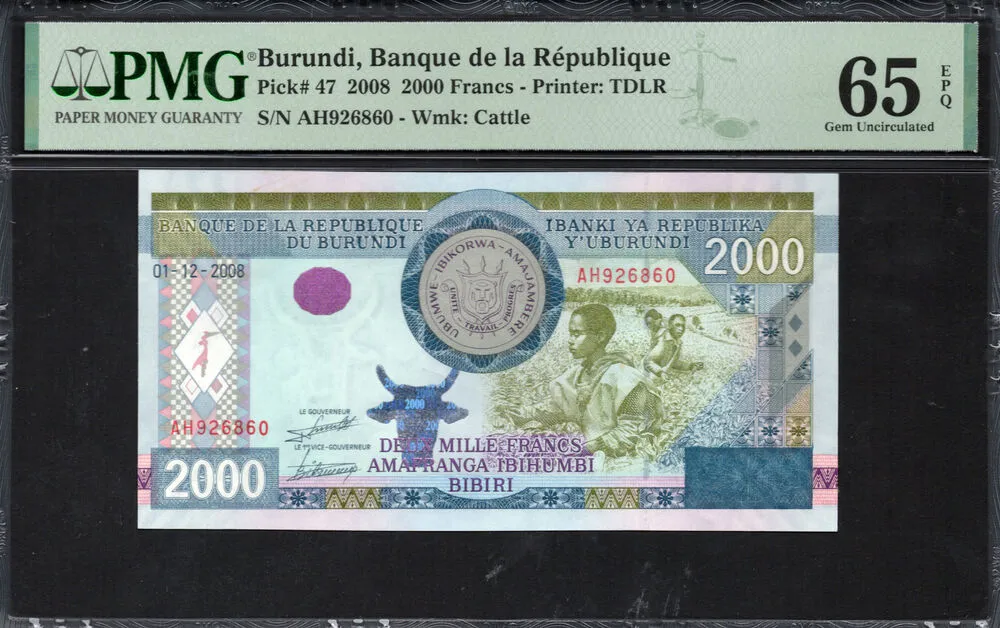 PMG®
PAPER MONEY GUARANTY
Burundi, Banque de la République
Pick# 47 2008 2000 Francs - Printer: TDLR
S/N AH926860 - Wmk: Cattle
65
EPQ
Gem Uncirculated
BANQUE DE LA REPUBLIQUE
DU BURUNDI
IBANKI YA REPUBLIKA
Y'UBURUNDI
2000
01-12-2008
UBUMWE IBIKORWA-AMAJAMBERE
UNITE - TRAVAIL - PROGRES
AH926860
AH926860
2000
LE GOUVERNEUR
LE 1er VICE-GOUVERNEUR
2000
DEUX MILLE FRANCS
AMAFRANGA IBIHUMBI
BIBIRI